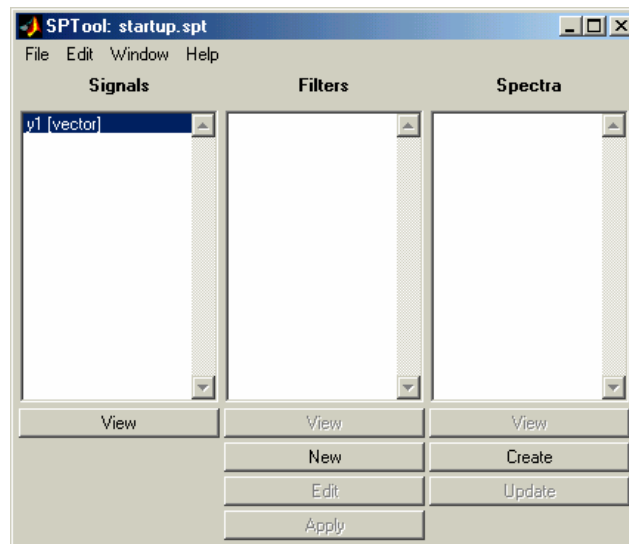 SPTool: startup.spt
File Edit Window Help
Signals Filters Spectra
y1 [vector]
View View View
New Create
Edit Update
Apply